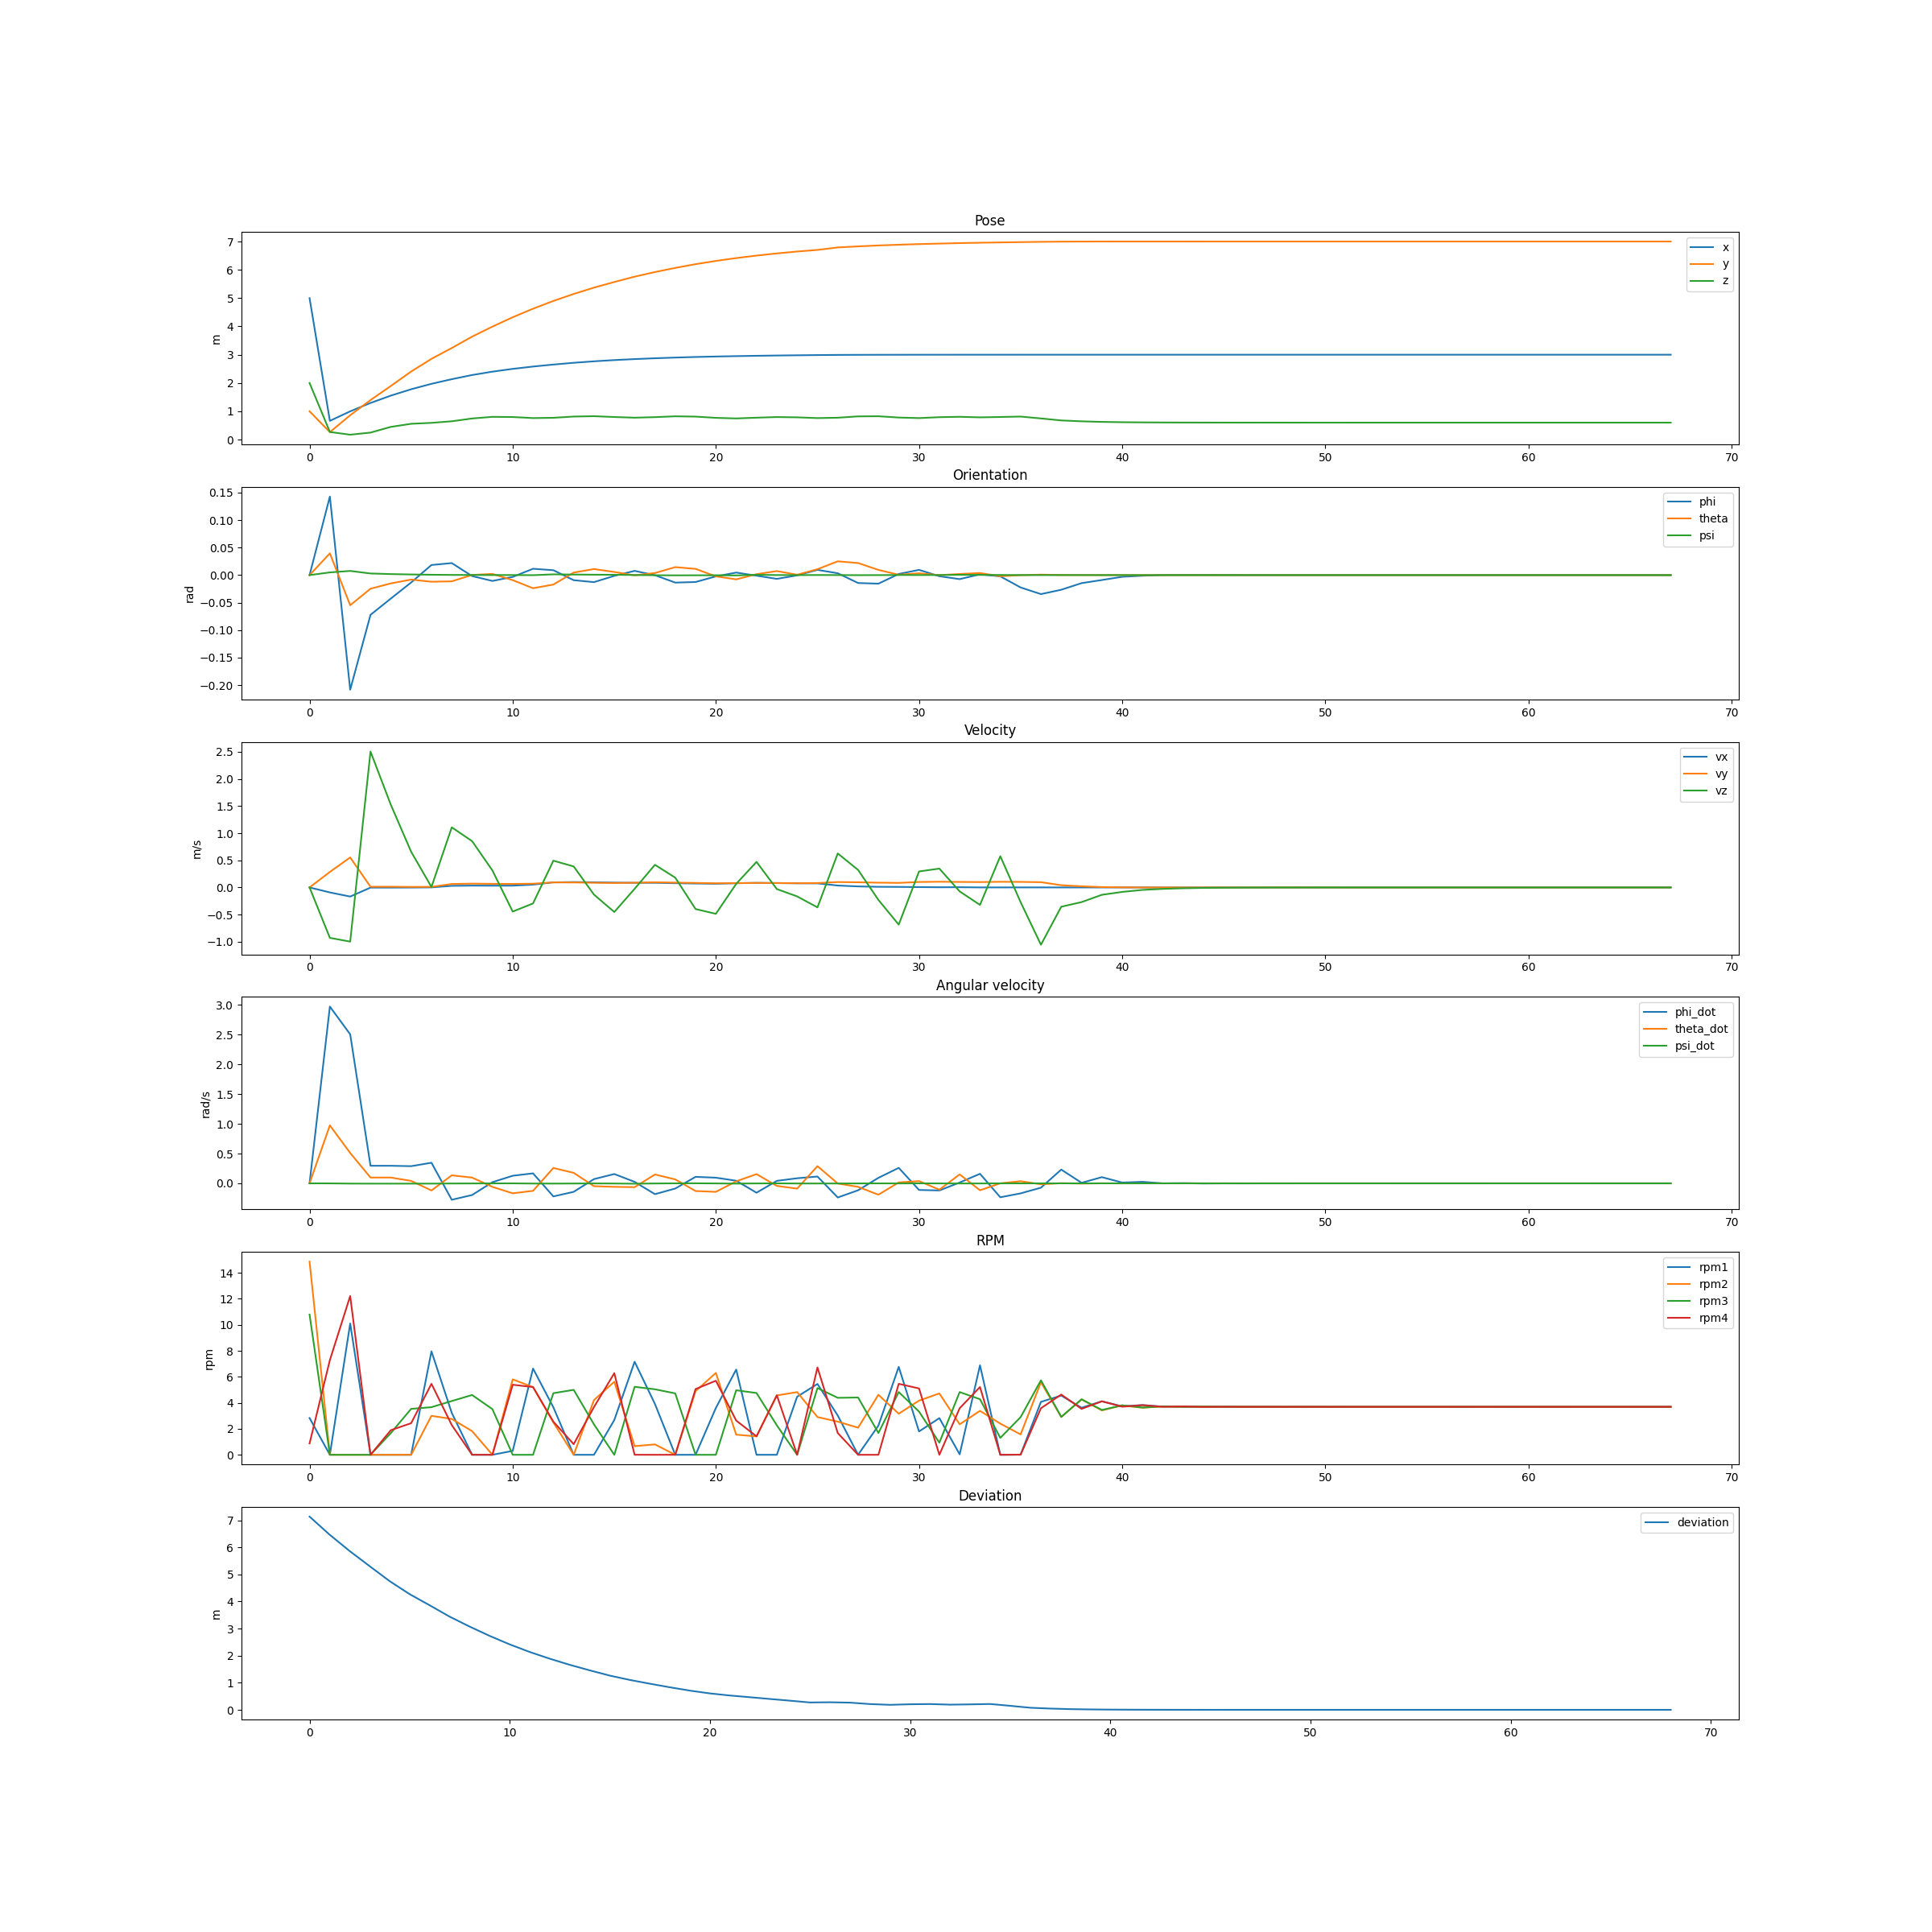 Pose
7
6
5
4
3
2
1
0
m
x
y
z
0 10 20 30 40 50 60 70
Orientation
0.15
0.10
0.05
0.00
−0.05
−0.10
−0.15
−0.20
rad
phi
theta
psi
0 10 20 30 40 50 60 70
Velocity
2.5
2.0
1.5
1.0
0.5
0.0
−0.5
−1.0
m/s
vx
vy
vz
0 10 20 30 40 50 60 70
Angular velocity
3.0
2.5
2.0
1.5
1.0
0.5
0.0
rad/s
phi_dot
theta_dot
psi_dot
0 10 20 30 40 50 60 70
RPM
14
12
10
8
6
4
2
0
rpm
rpm1
rpm2
rpm3
rpm4
0 10 20 30 40 50 60 70
Deviation
7
6
5
4
3
2
1
0
m
deviation
0 10 20 30 40 50 60 70